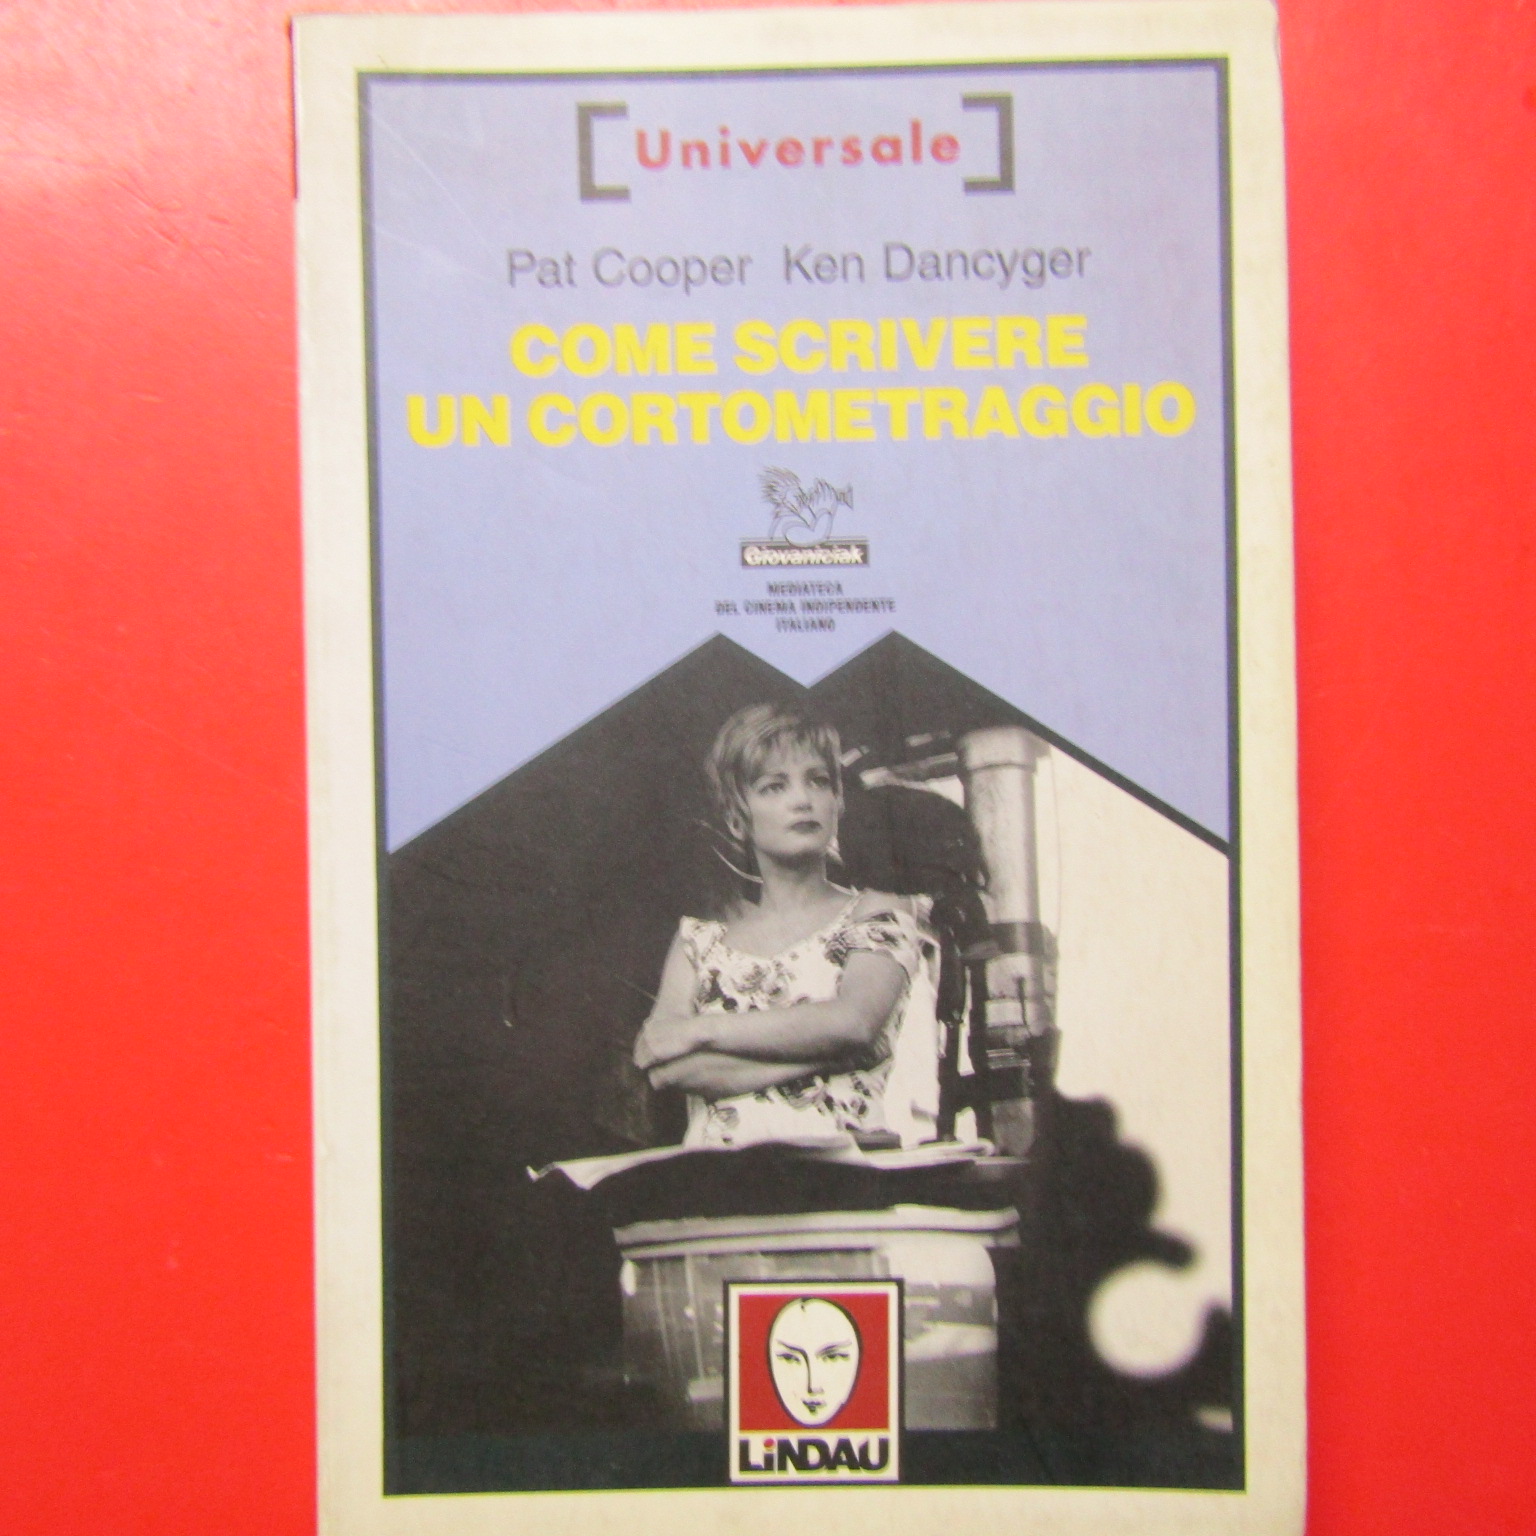 [Universale]
Pat Cooper Ken Dancyger
COME SCRIVERE
UN CORTOMETRAGGIO
Giovaniciak
MEDIATECA
DEL CINEMA INDIPENDENTE
ITALIANO
LiNDAU